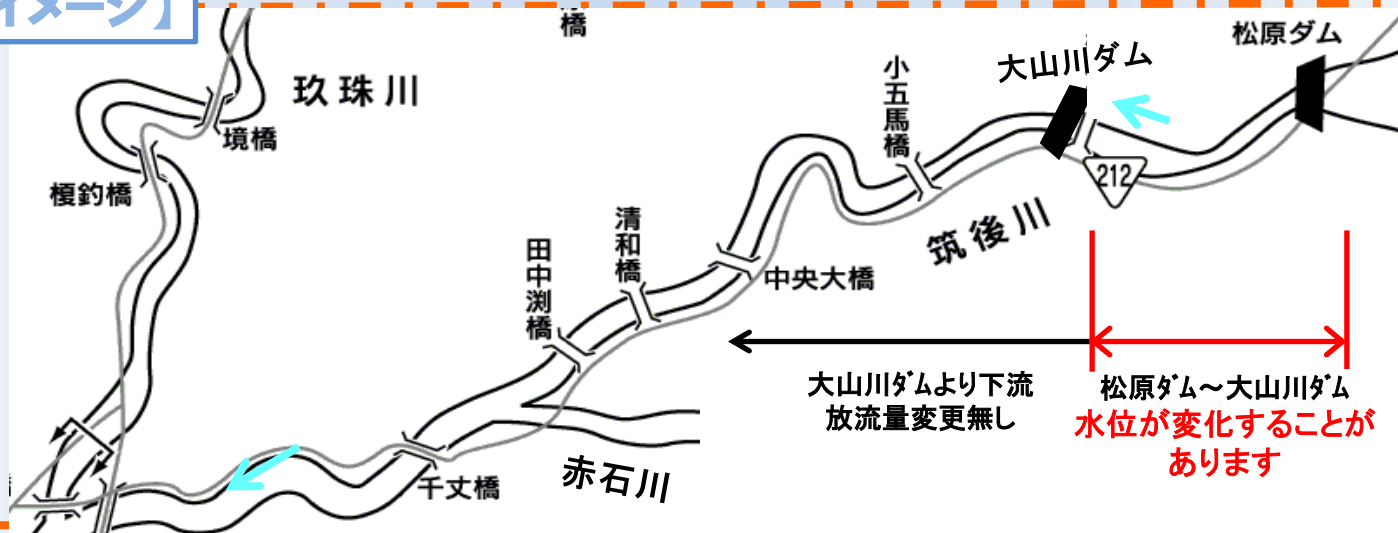 イメージ】
橋
玖珠川
境橋
榎釣橋
小五馬橋
大山川ダム
松原ダム
212
筑後川
清和橋
田中渕橋
中央大橋
千丈橋
赤石川
大山川ダムより下流
放流量変更無し
松原ダム～大山川ダム
水位が変化することが
あります